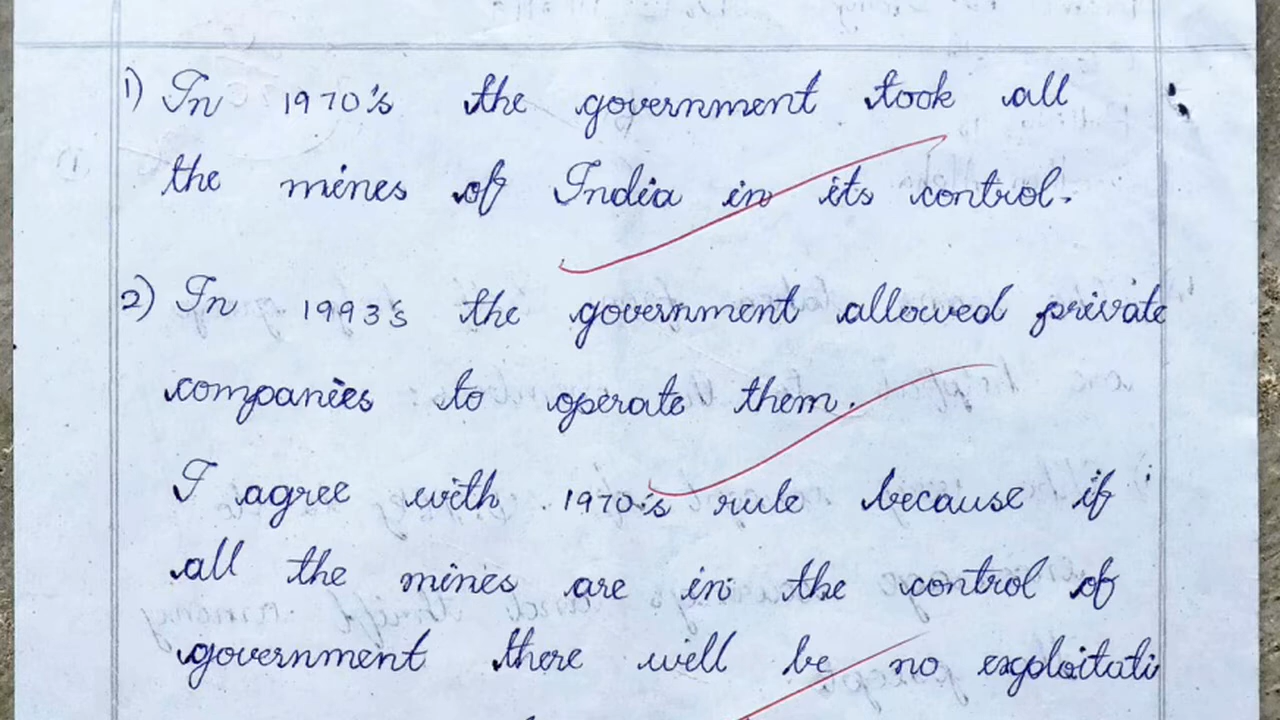 1) In 1970's the government took all
the mines of India in its control.
2) In 1993's the government allowed private
companies to operate them.
I agree with 1970's rule because if
all the mines are in the control of
government there will be no exploitati